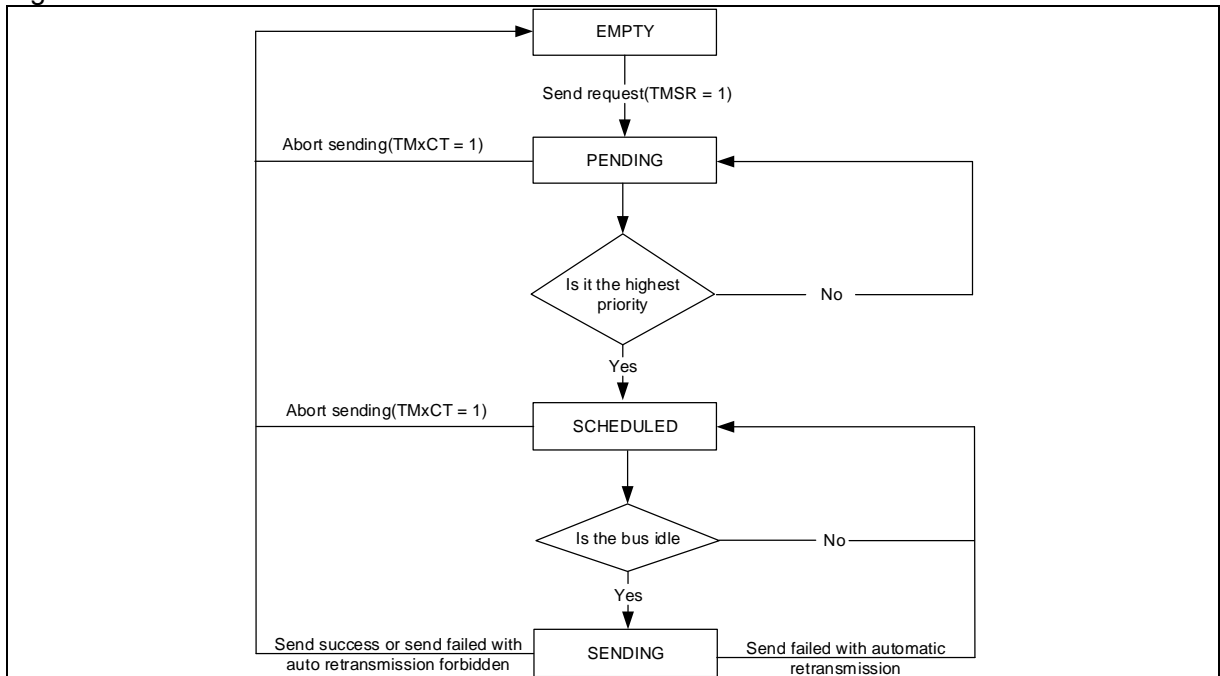 EMPTY
Send request(TMSR = 1)
Abort sending(TMxCT = 1)
PENDING
Is it the highest
priority
No
Yes
Abort sending(TMxCT = 1)
SCHEDULED
Is the bus idle
No
Yes
Send success or send failed with
auto retransmission forbidden
SENDING
Send failed with automatic
retransmission